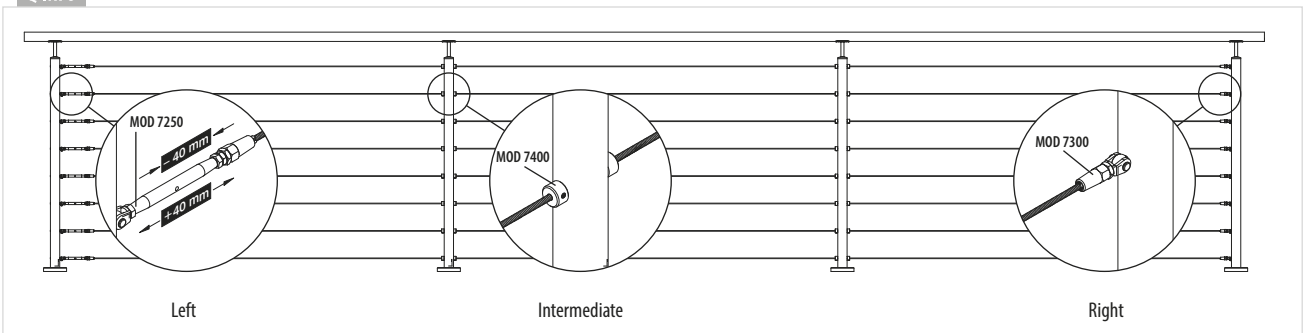 MOD 7250
- 40 mm
+40 mm
MOD 7400
MOD 7300
Left
Intermediate
Right